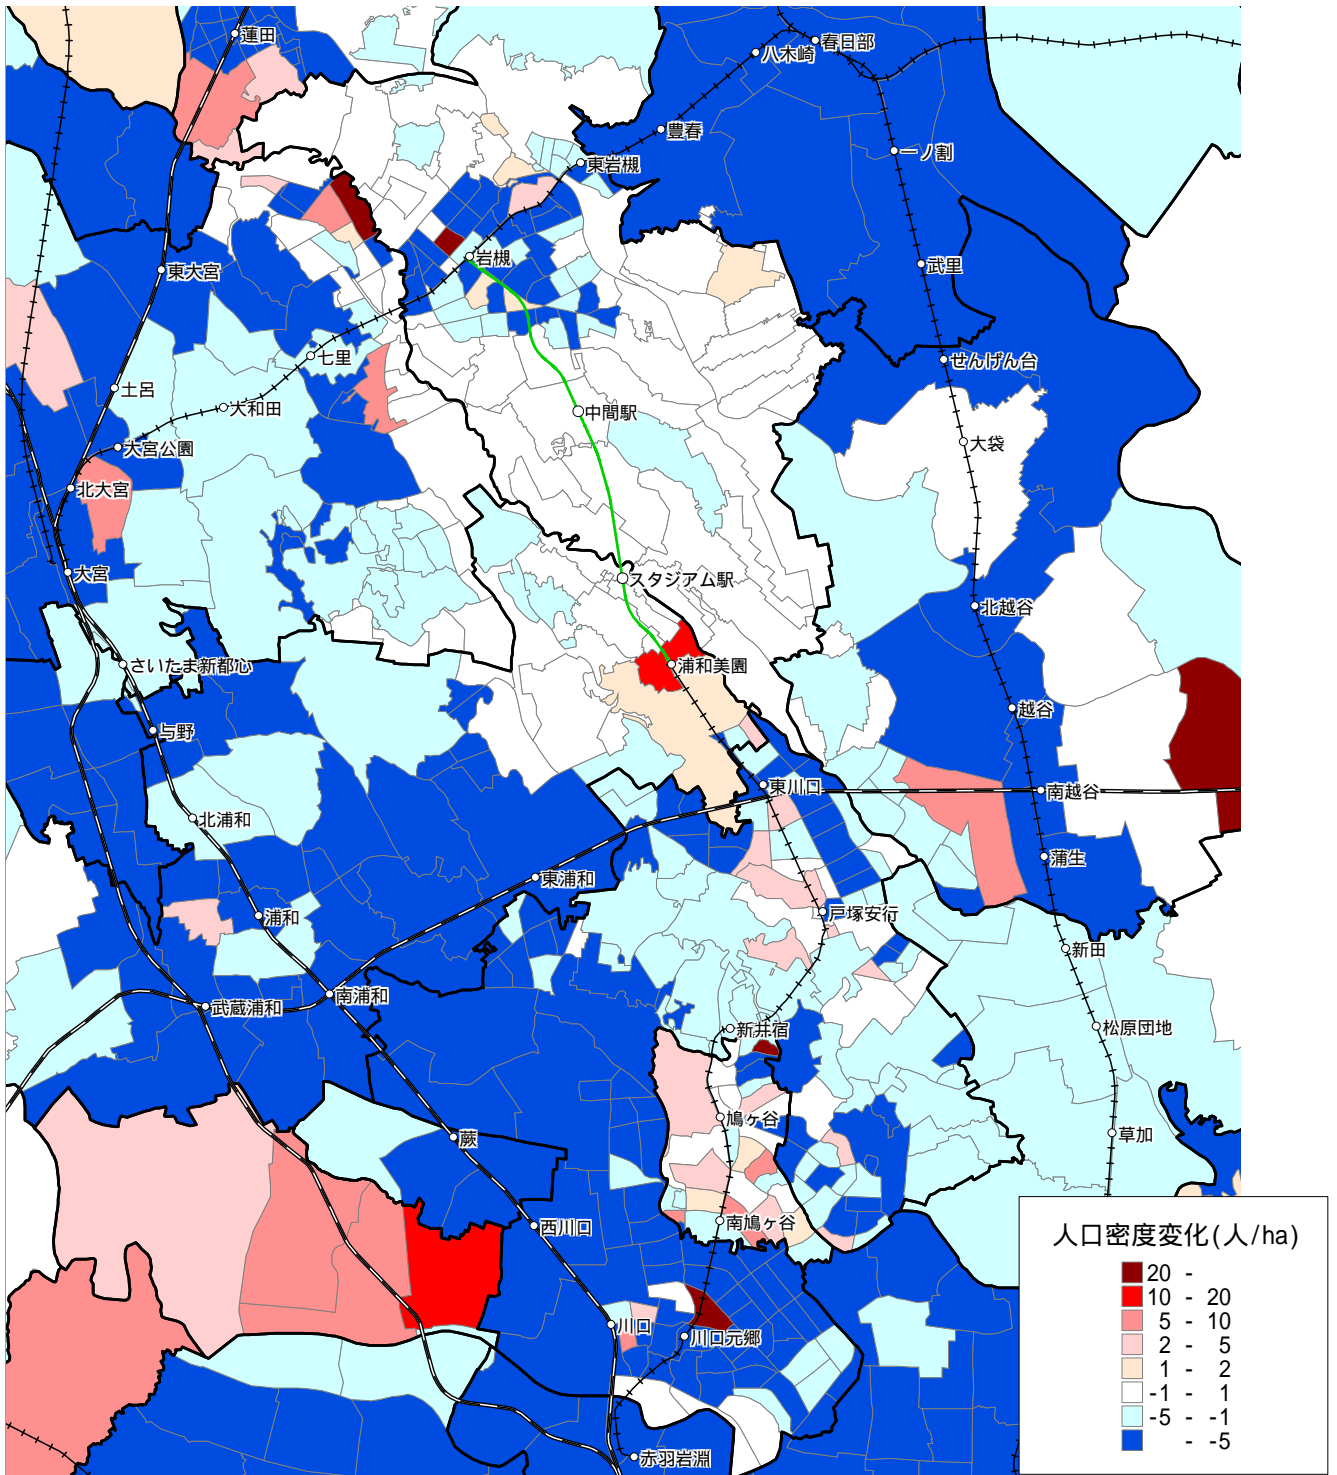 蓮田
八木崎
春日部
豊春
一ノ割
東岩槻
岩槻
東大宮
武里
七里
せんげん台
土呂
大和田
中間駅
大宮公園
大袋
北大宮
大宮
スタジアム駅
北越谷
さいたま新都心
浦和美園
越谷
与野
東川口
南越谷
北浦和
蒲生
東浦和
浦和
戸塚安行
新田
南浦和
武蔵浦和
新井宿
松原団地
鳩ヶ谷
草加
蕨
南鳩ヶ谷
西川口
川口
川口元郷
赤羽岩淵
人口密度変化(人/ha)
20 -
10 - 20
5 - 10
2 - 5
1 - 2
-1 - 1
-5 - -1
- -5